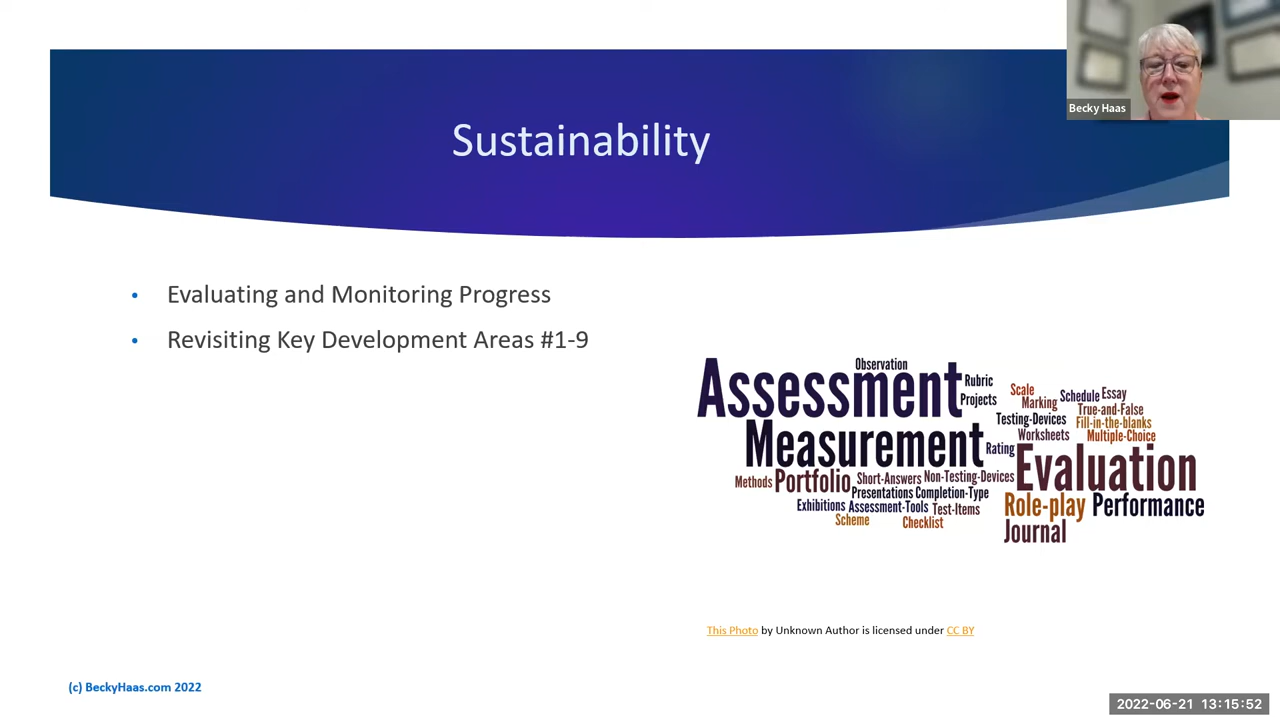 Becky Haas
Sustainability
• Evaluating and Monitoring Progress
• Revisiting Key Development Areas #1-9
Observation
Assessment
Rubric
Projects
Scale
Marking
Schedule
Essay
True-and-False
Testing-Devices
Fill-in-the-blanks
Worksheets
Multiple-Choice
Measurement
Rating
Evaluation
Methods
Portfolio
Short-Answers
Non-Testing-Devices
Presentations
Completion-Type
Exhibitions
Assessment-Tools
Test-Items
Scheme
Checklist
Role-play
Performance
Journal
This Photo by Unknown Author is licensed under CC BY
(c) BeckyHaas.com 2022
2022-06-21 13:15:52